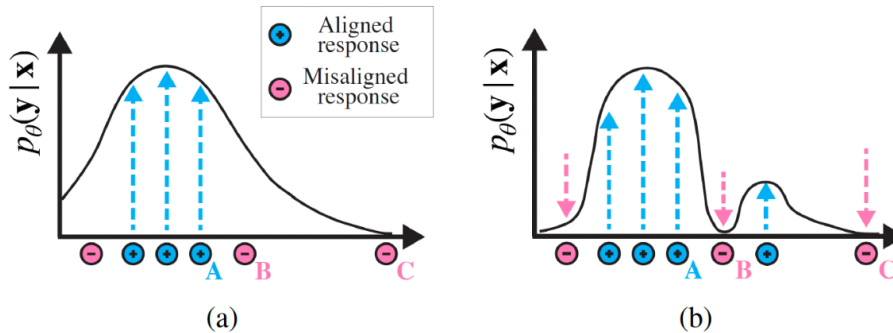 Aligned
response
Misaligned
response
pθ(y | x)
A
B
C
(a)
pθ(y | x)
A
B
C
(b)